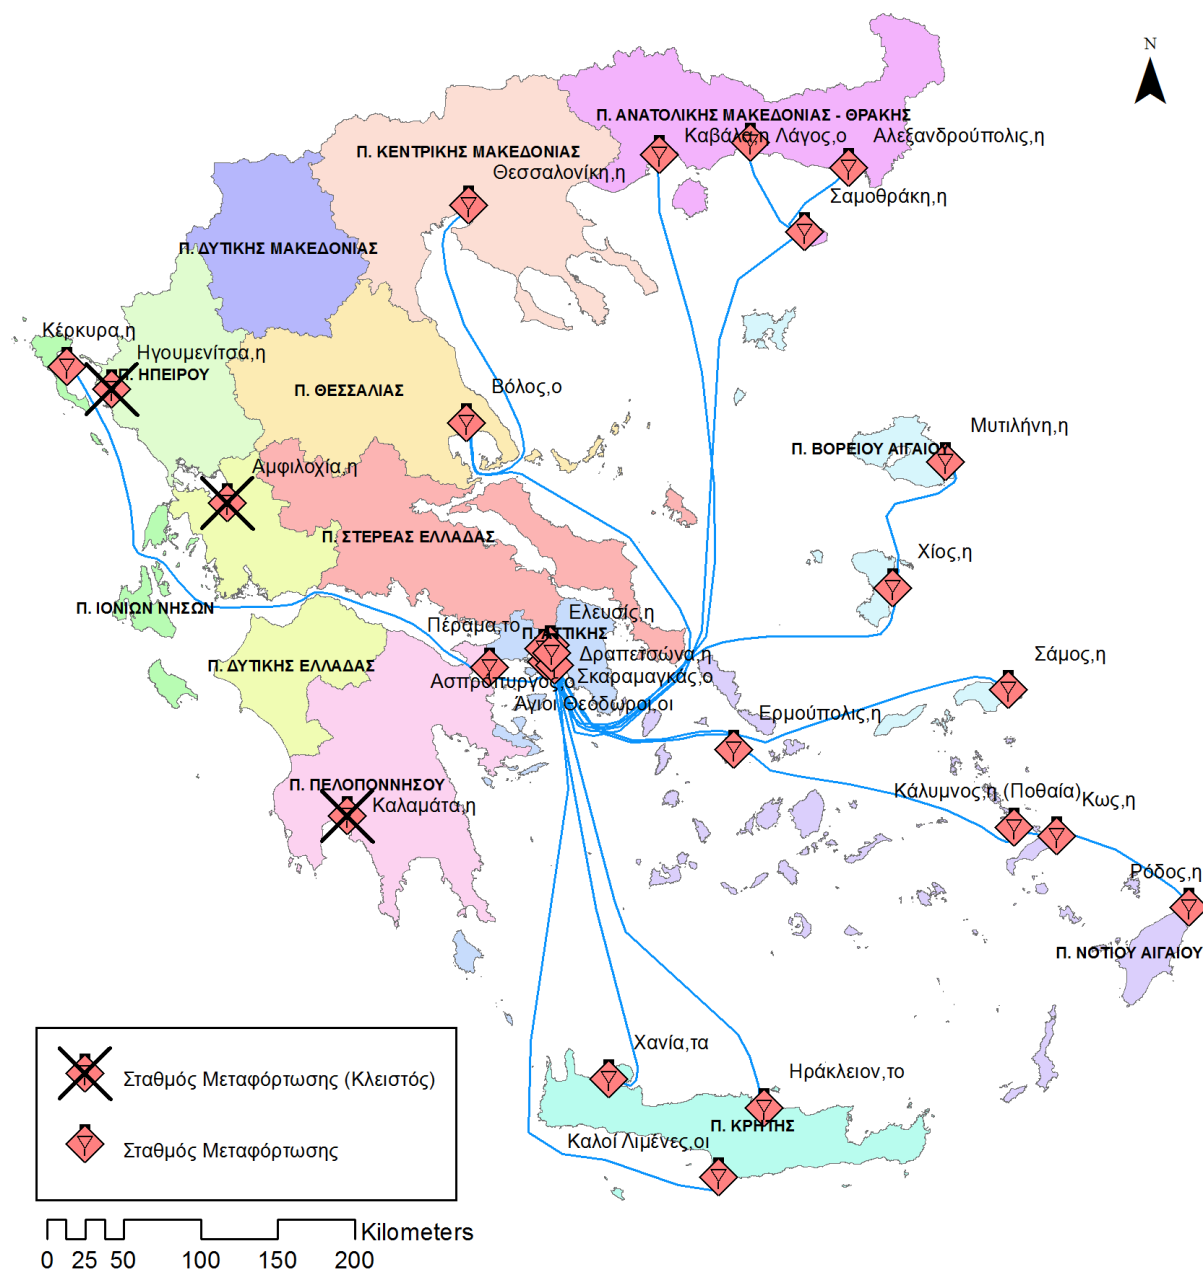 N
Π. ΑΝΑΤΟΛΙΚΗΣ ΜΑΚΕΔΟΝΙΑΣ - ΘΡΑΚΗΣ
Καβάλα,η
Λάγος,ο
Αλεξανδρούπολις,η
Π. ΚΕΝΤΡΙΚΗΣ ΜΑΚΕΔΟΝΙΑΣ
Θεσσαλονίκη,η
Σαμοθράκη,η
Π. ΔΥΤΙΚΗΣ ΜΑΚΕΔΟΝΙΑΣ
Κέρκυρα,η
Ηγουμενίτσα,η
Π. ΗΠΕΙΡΟΥ
Π. ΘΕΣΣΑΛΙΑΣ
Βόλος,ο
Μυτιλήνη,η
Π. ΒΟΡΕΙΟΥ ΑΙΓΑΙΟΥ
Αμφιλοχία,η
Π. ΣΤΕΡΕΑΣ ΕΛΛΑΔΑΣ
Χίος,η
Π. ΙΟΝΙΩΝ ΝΗΣΩΝ
Ελευσίς,η
Πέραμα,το
Π. ΑΤΤΙΚΗΣ
Δραπετσώνα,η
Π. ΔΥΤΙΚΗΣ ΕΛΛΑΔΑΣ
Σάμος,η
Ασπρόπυργος,ο
Σκαραμαγκάς,ο
Άγιοι Θεόδωροι,οι
Ερμούπολις,η
Π. ΠΕΛΟΠΟΝΝΗΣΟΥ
Καλαμάτα,η
Κάλυμνος,η (Ποθαία)
Κως,η
Ρόδος,η
Π. ΝΟΤΙΟΥ ΑΙΓΑΙΟΥ
Χανία,τα
Ηράκλειον,το
Π. ΚΡΗΤΗΣ
Καλοί Λιμένες,οι
Σταθμός Μεταφόρτωσης (Κλειστός)
Σταθμός Μεταφόρτωσης
Kilometers
0 25 50 100 150 200